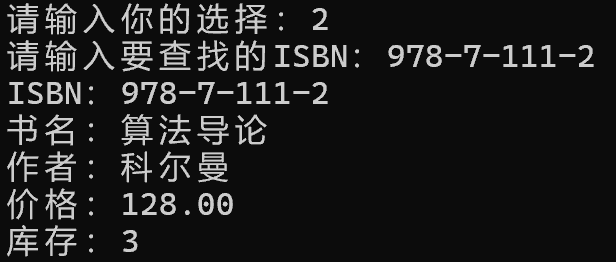 请输入你的选择: 2
请输入要查找的ISBN: 978-7-111-2
ISBN: 978-7-111-2
书名: 算法导论
作者: 科尔曼
价格: 128.00
库存: 3